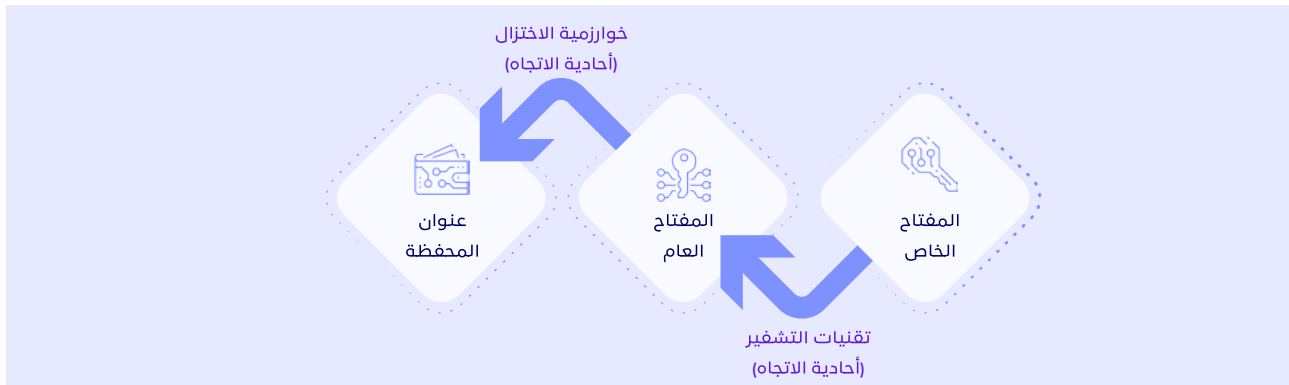 خوارزمية الاختزال
(أحادية الاتجاه)
المفتاح
الخاص
المفتاح
العام
عنوان
المحفظة
تقنيات التشفير
(أحادية الاتجاه)